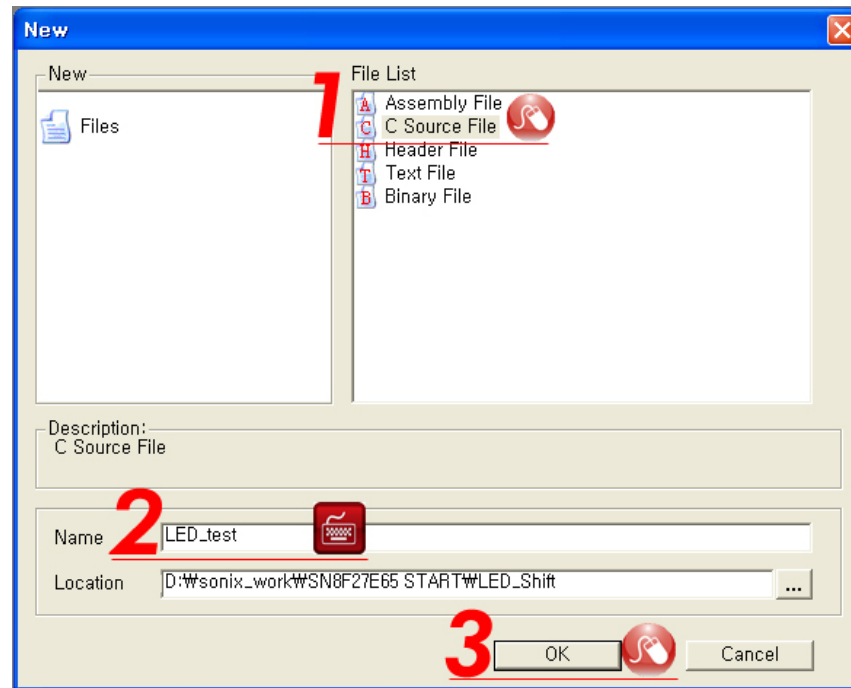 New
New
File List
1
A Assembly File
Files
C C Source File
H Header File
T Text File
B Binary File
Description:
C Source File
2
Name
LED_test
Location
D:₩sonix_work₩SN8F27E65 START₩LED_Shift
...
3
OK
Cancel